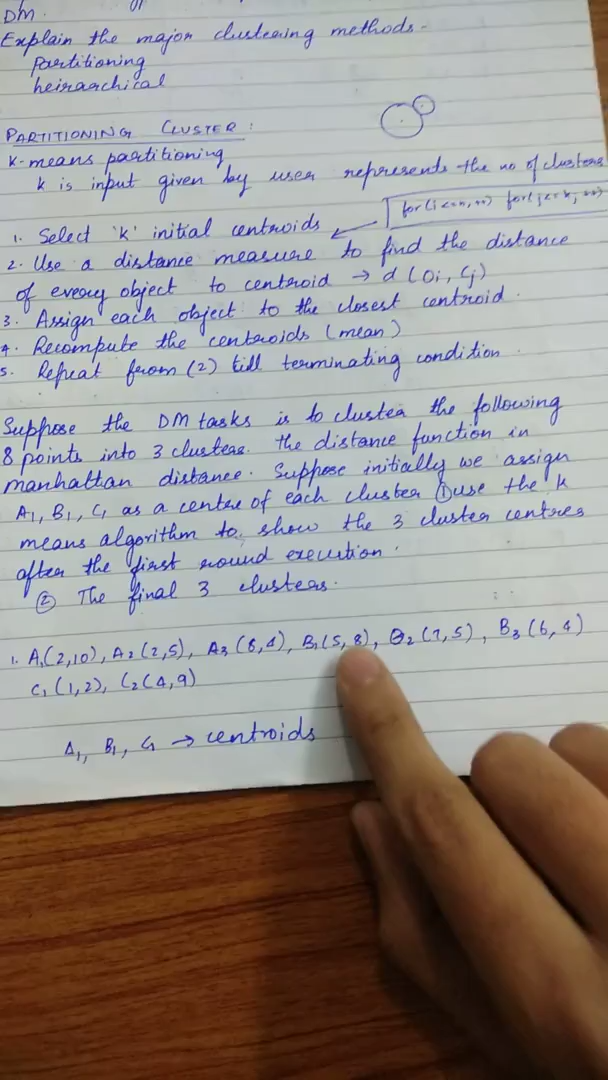 DM.
Explain the major clustering methods -
Partitioning
heirarchical
PARTITIONING CLUSTER :
K-means partitioning
K is input given by user represents the no of clusters
for(i<=n,++) for(j<=k,++)
1. Select 'k' initial centroids
2. Use a distance measure to find the distance
of every object to centroid → d(Oi, Cj)
3. Assign each object to the closest centroid.
4. Recompute the centroids (mean)
5. Repeat from (2) till terminating condition.
Suppose the DM tasks is to cluster the following
8 points into 3 clusters. the distance function in
manhattan distance. Suppose initially we assign
A1, B1, C1 as a centre of each cluster ① use the k
means algorithm to show the 3 cluster centres
after the first round execution.
② The final 3 clusters.
1. A1(2,10), A2(2,5), A3(8,4), B1(5,8), B2(7,5), B3(6,4)
C1(1,2), C2(4,9)
A1, B1, C1 → centroids